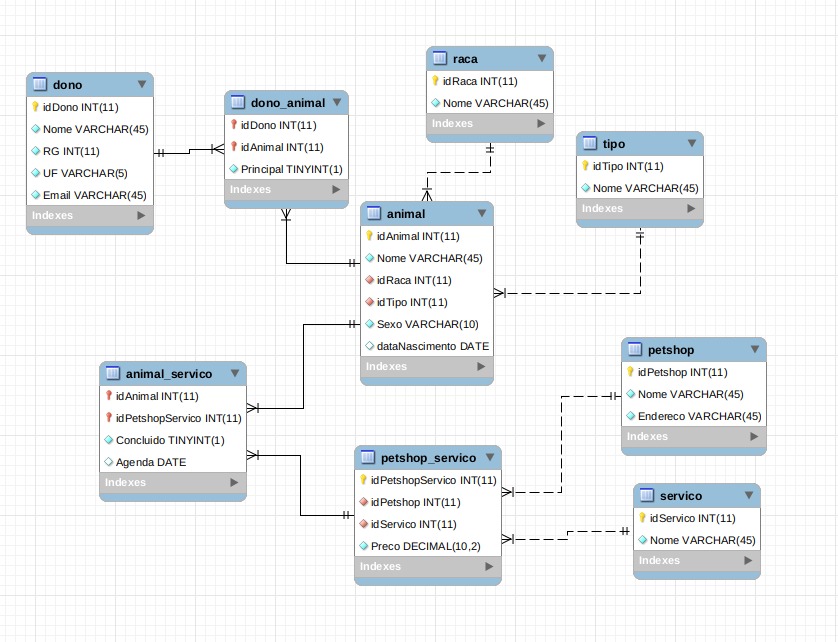 dono
idDono INT(11)
Nome VARCHAR(45)
RG INT(11)
UF VARCHAR(5)
Email VARCHAR(45)
Indexes
dono_animal
idDono INT(11)
idAnimal INT(11)
Principal TINYINT(1)
Indexes
raca
idRaca INT(11)
Nome VARCHAR(45)
Indexes
tipo
idTipo INT(11)
Nome VARCHAR(45)
Indexes
animal
idAnimal INT(11)
Nome VARCHAR(45)
idRaca INT(11)
idTipo INT(11)
Sexo VARCHAR(10)
dataNascimento DATE
Indexes
animal_servico
idAnimal INT(11)
idPetshopServico INT(11)
Concluido TINYINT(1)
Agenda DATE
Indexes
petshop_servico
idPetshopServico INT(11)
idPetshop INT(11)
idServico INT(11)
Preco DECIMAL(10,2)
Indexes
petshop
idPetshop INT(11)
Nome VARCHAR(45)
Endereco VARCHAR(45)
Indexes
servico
idServico INT(11)
Nome VARCHAR(45)
Indexes